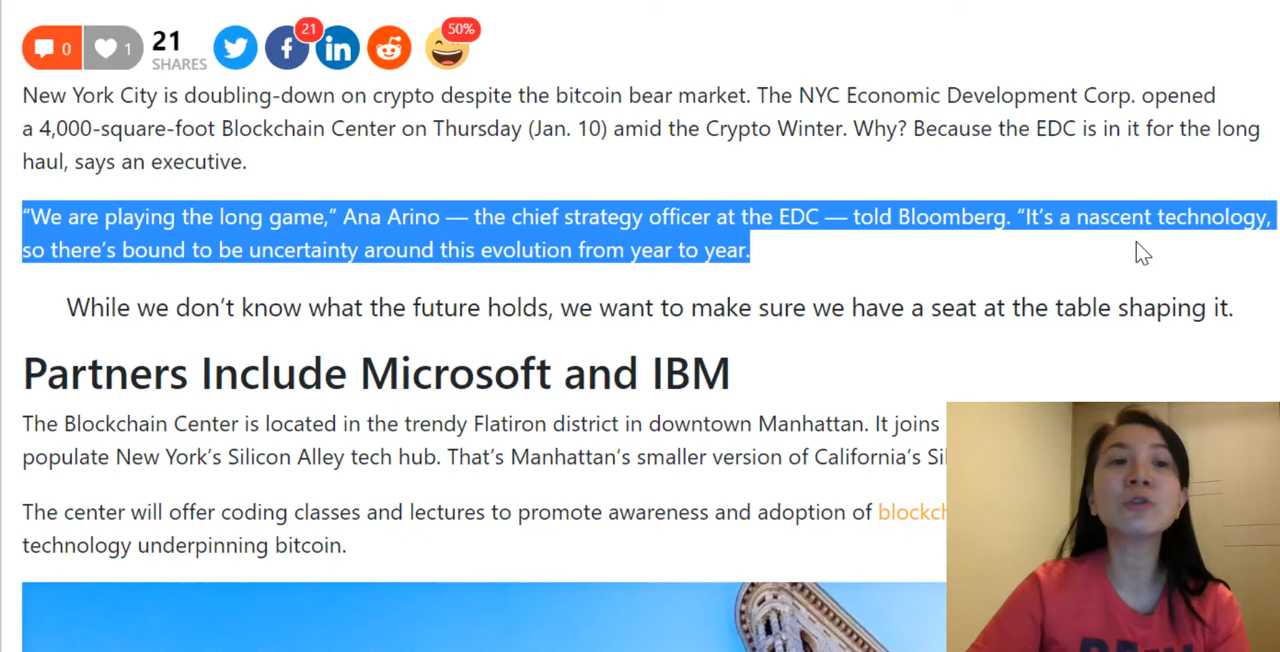 0 1 21 21 50%
SHARES
New York City is doubling-down on crypto despite the bitcoin bear market. The NYC Economic Development Corp. opened
a 4,000-square-foot Blockchain Center on Thursday (Jan. 10) amid the Crypto Winter. Why? Because the EDC is in it for the long
haul, says an executive.
“We are playing the long game,” Ana Arino — the chief strategy officer at the EDC — told Bloomberg. “It’s a nascent technology,
so there’s bound to be uncertainty around this evolution from year to year.
While we don’t know what the future holds, we want to make sure we have a seat at the table shaping it.
Partners Include Microsoft and IBM
The Blockchain Center is located in the trendy Flatiron district in downtown Manhattan. It joins
populate New York’s Silicon Alley tech hub. That’s Manhattan’s smaller version of California’s
The center will offer coding classes and lectures to promote awareness and adoption of
technology underpinning bitcoin.